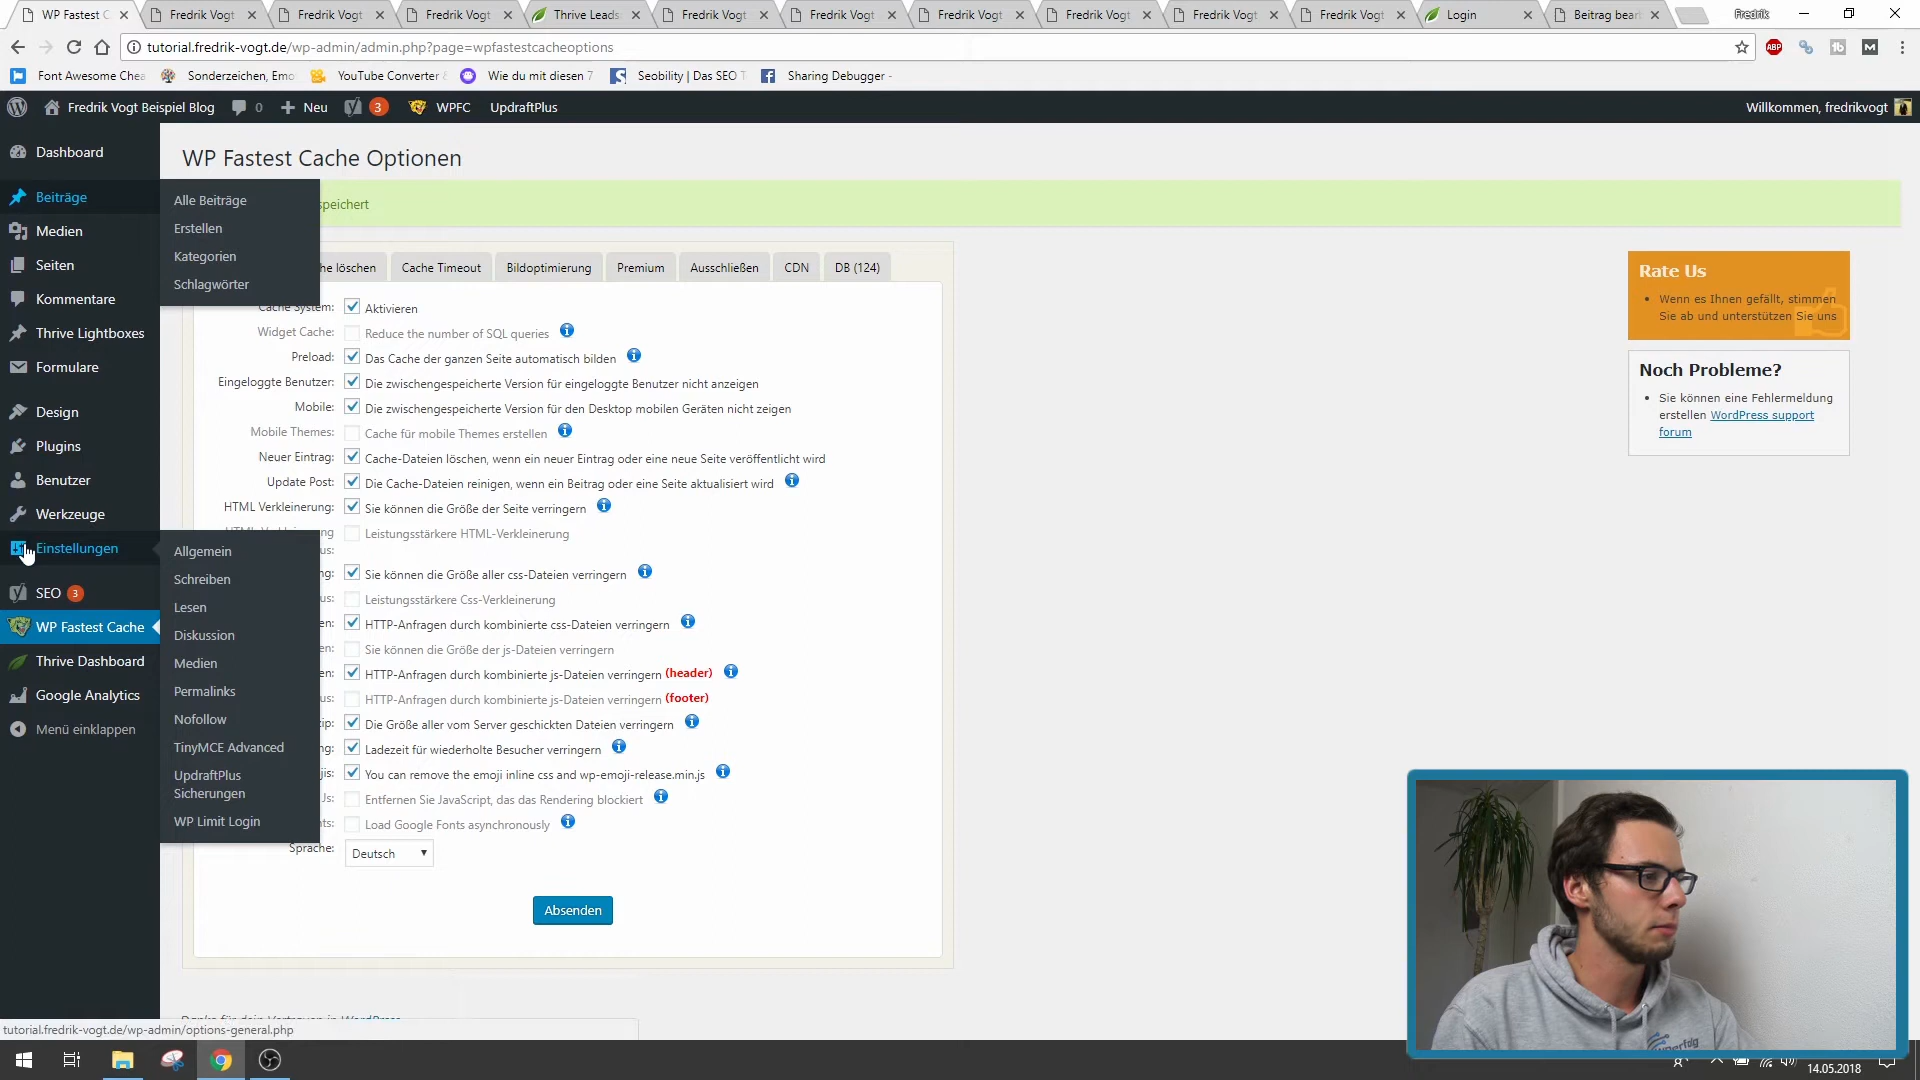 WP Fastest C
Fredrik Vogt
Fredrik Vogt
Fredrik Vogt
Thrive Leads
Fredrik Vogt
Fredrik Vogt
Fredrik Vogt
Fredrik Vogt
Fredrik Vogt
Fredrik Vogt
Login
Beitrag bear
Fredrik
tutorial.fredrik-vogt.de/wp-admin/admin.php?page=wpfastestcacheoptions
ABP
Font Awesome Chea
Sonderzeichen, Emo
YouTube Converter
Wie du mit diesen 7
Seobility | Das SEO T
Sharing Debugger -
Fredrik Vogt Beispiel Blog
0
Neu
3
WPFC
UpdraftPlus
Willkommen, fredrikvogt
Dashboard
Beiträge
Medien
Seiten
Kommentare
Thrive Lightboxes
Formulare
Design
Plugins
Benutzer
Werkzeuge
Einstellungen
SEO 3
WP Fastest Cache
Thrive Dashboard
Google Analytics
Menü einklappen
Alle Beiträge
Erstellen
Kategorien
Schlagwörter
Allgemein
Schreiben
Lesen
Diskussion
Medien
Permalinks
Nofollow
TinyMCE Advanced
UpdraftPlus
Sicherungen
WP Limit Login
WP Fastest Cache Optionen
speichert
he löschen
Cache Timeout
Bildoptimierung
Premium
Ausschließen
CDN
DB (124)
Cache System: Aktivieren
Widget Cache: Reduce the number of SQL queries
Preload: Das Cache der ganzen Seite automatisch bilden
Eingeloggte Benutzer: Die zwischengespeicherte Version für eingeloggte Benutzer nicht anzeigen
Mobile: Die zwischengespeicherte Version für den Desktop mobilen Geräten nicht zeigen
Mobile Themes: Cache für mobile Themes erstellen
Neuer Eintrag: Cache-Dateien löschen, wenn ein neuer Eintrag oder eine neue Seite veröffentlicht wird
Update Post: Die Cache-Dateien reinigen, wenn ein Beitrag oder eine Seite aktualisiert wird
HTML Verkleinerung: Sie können die Größe der Seite verringern
Leistungsstärkere HTML-Verkleinerung
us:
ng: Sie können die Größe aller css-Dateien verringern
us: Leistungsstärkere Css-Verkleinerung
en: HTTP-Anfragen durch kombinierte css-Dateien verringern
en: Sie können die Größe der js-Dateien verringern
en: HTTP-Anfragen durch kombinierte js-Dateien verringern (header)
us: HTTP-Anfragen durch kombinierte js-Dateien verringern (footer)
ip: Die Größe aller vom Server geschickten Dateien verringern
ng: Ladezeit für wiederholte Besucher verringern
jis: You can remove the emoji inline css and wp-emoji-release.min.js
Js: Entfernen Sie JavaScript, das das Rendering blockiert
ts: Load Google Fonts asynchronously
Sprache: Deutsch
Absenden
Rate Us
Wenn es Ihnen gefällt, stimmen
Sie ab und unterstützen Sie uns
Noch Probleme?
Sie können eine Fehlermeldung
erstellen WordPress support
forum
tutorial.fredrik-vogt.de/wp-admin/options-general.php
14.05.2018